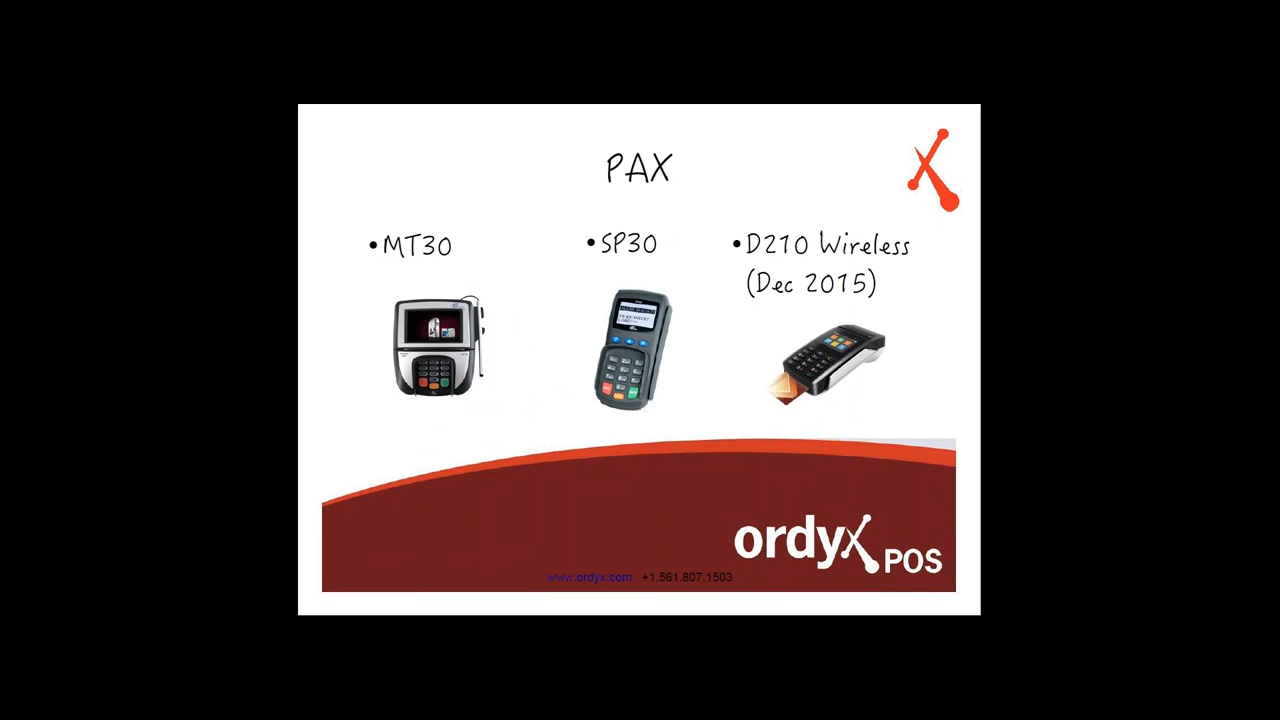 PAX
• MT30
• SP30
• D210 Wireless
(Dec 2015)
ordyx POS
www.ordyx.com +1.561.807.1503